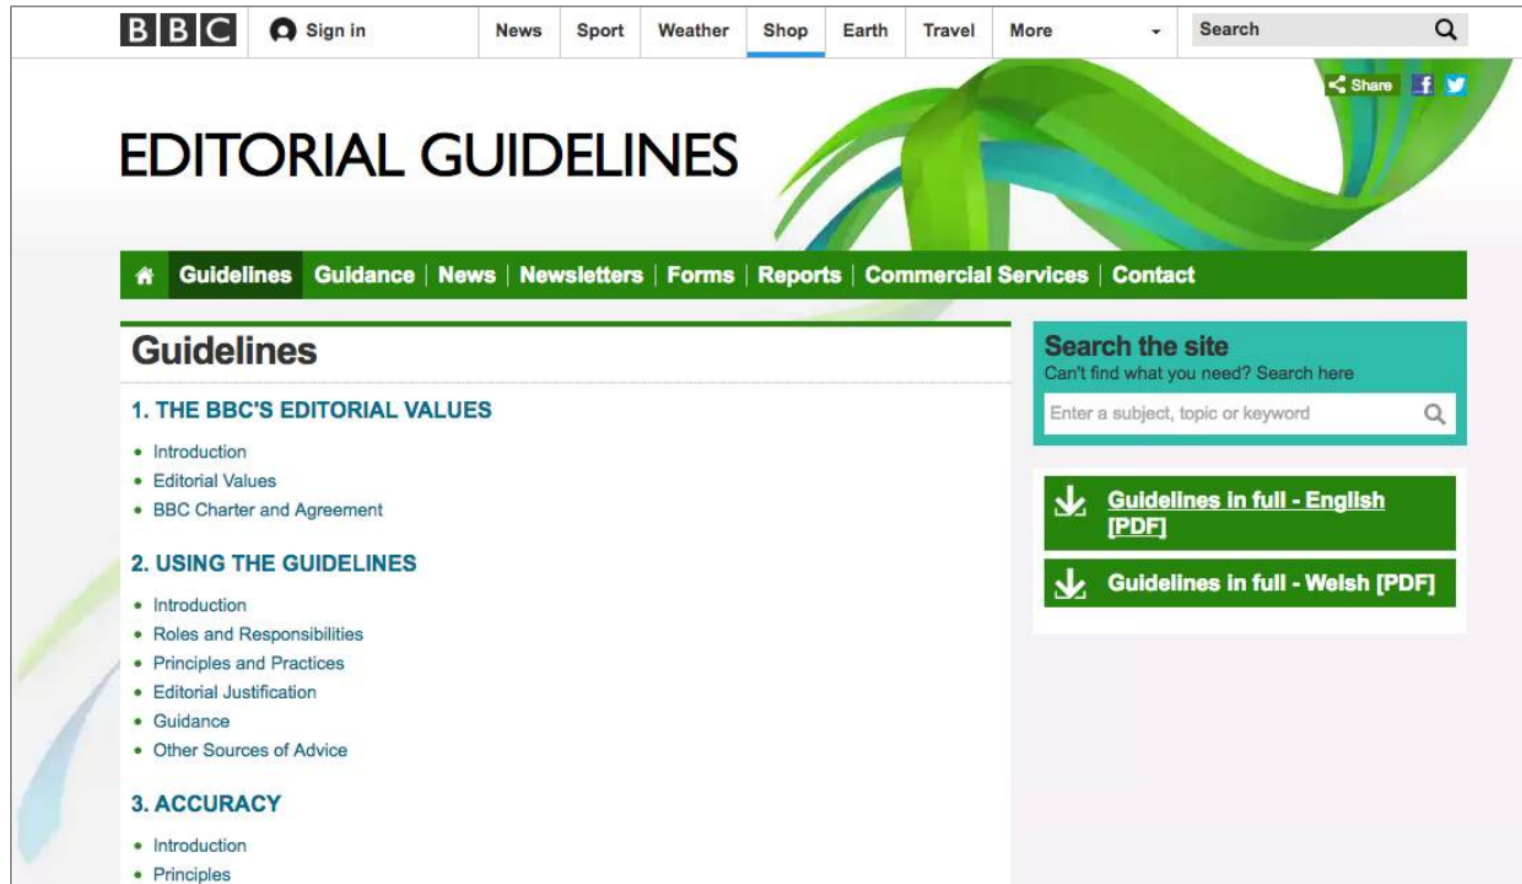 BBC Sign in News Sport Weather Shop Earth Travel More Search
Share
EDITORIAL GUIDELINES
Guidelines Guidance News Newsletters Forms Reports Commercial Services Contact
Guidelines
1. THE BBC'S EDITORIAL VALUES
Introduction
Editorial Values
BBC Charter and Agreement
2. USING THE GUIDELINES
Introduction
Roles and Responsibilities
Principles and Practices
Editorial Justification
Guidance
Other Sources of Advice
3. ACCURACY
Introduction
Principles
Search the site
Can't find what you need? Search here
Enter a subject, topic or keyword
Guidelines in full - English
[PDF]
Guidelines in full - Welsh [PDF]